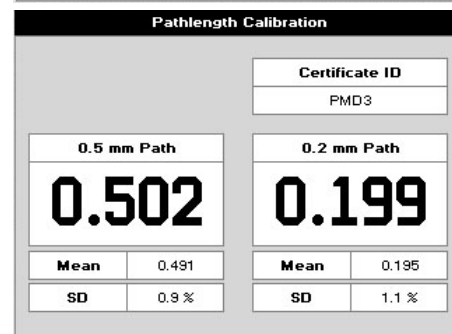 Pathlength Calibration
Certificate ID
PMD3
0.5 mm Path
0.2 mm Path
0.502
0.199
Mean 0.491
Mean 0.195
SD 0.9 %
SD 1.1 %